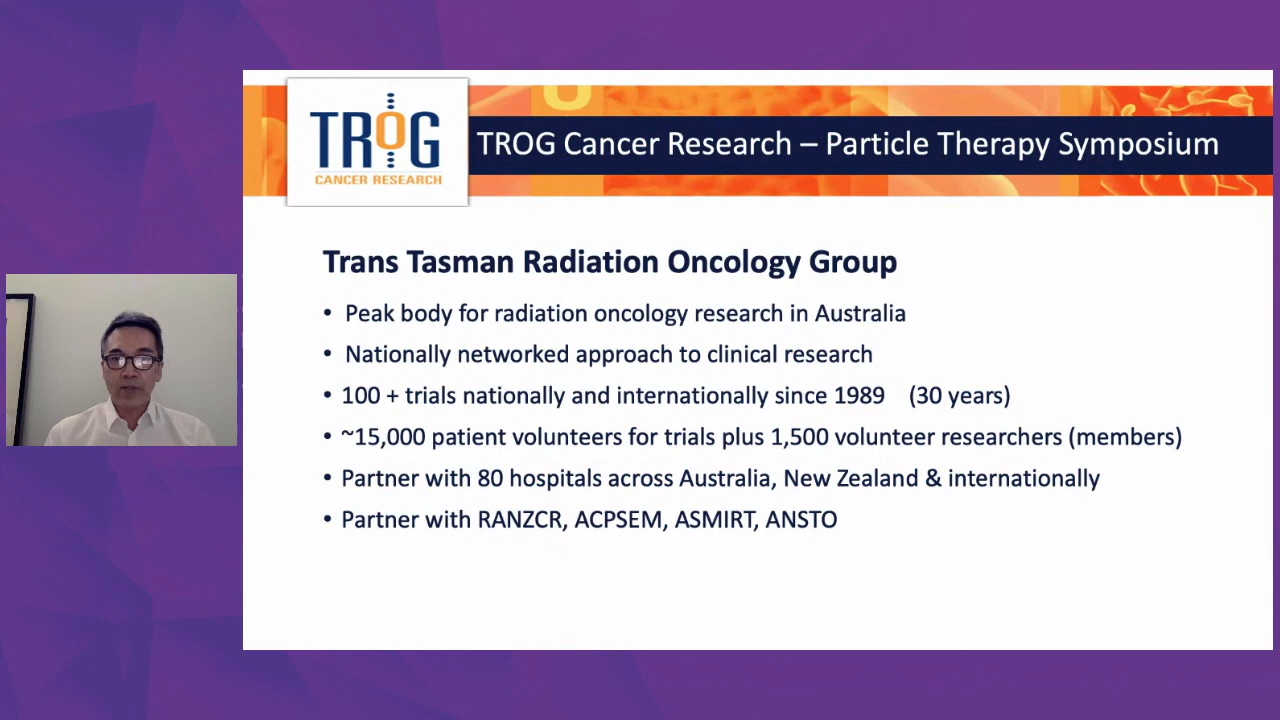 TROG
CANCER RESEARCH
TROG Cancer Research – Particle Therapy Symposium
Trans Tasman Radiation Oncology Group
• Peak body for radiation oncology research in Australia
• Nationally networked approach to clinical research
• 100 + trials nationally and internationally since 1989 (30 years)
• ~15,000 patient volunteers for trials plus 1,500 volunteer researchers (members)
• Partner with 80 hospitals across Australia, New Zealand & internationally
• Partner with RANZCR, ACPSEM, ASMIRT, ANSTO